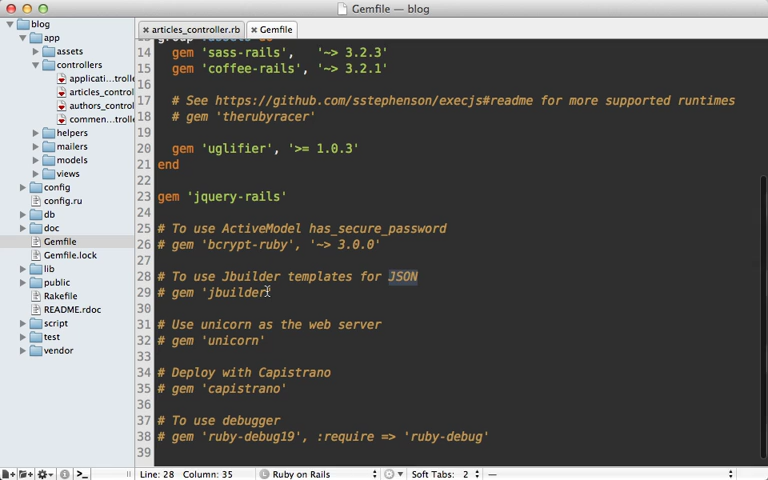 Gemfile — blog
blog
app
assets
controllers
applicati...trolle
articles_control
authors_control
commen...trolle
helpers
mailers
models
views
config
config.ru
db
doc
Gemfile
Gemfile.lock
lib
public
Rakefile
README.rdoc
script
test
vendor
articles_controller.rb
Gemfile
14 gem 'sass-rails', '~> 3.2.3'
15 gem 'coffee-rails', '~> 3.2.1'
16
17 # See https://github.com/sstephenson/execjs#readme for more supported runtimes
18 # gem 'therubyracer'
19
20 gem 'uglifier', '>= 1.0.3'
21 end
22
23 gem 'jquery-rails'
24
25 # To use ActiveModel has_secure_password
26 # gem 'bcrypt-ruby', '~> 3.0.0'
27
28 # To use Jbuilder templates for JSON
29 # gem 'jbuilder'
30
31 # Use unicorn as the web server
32 # gem 'unicorn'
33
34 # Deploy with Capistrano
35 # gem 'capistrano'
36
37 # To use debugger
38 # gem 'ruby-debug19', :require => 'ruby-debug'
39
Line: 28 Column: 35 Ruby on Rails Soft Tabs: 2 —